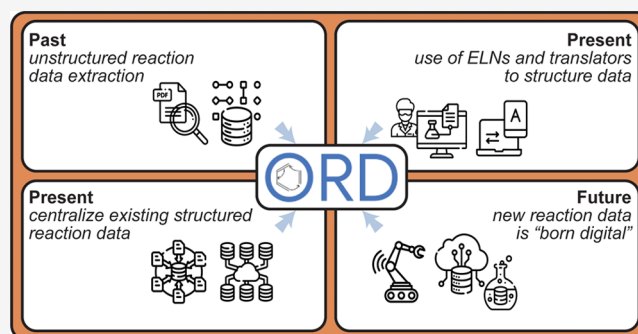 Past
unstructured reaction
data extraction
PDF
Present
use of ELNs and translators
to structure data
A
ORD
Present
centralize existing structured
reaction data
Future
new reaction data
is “born digital”